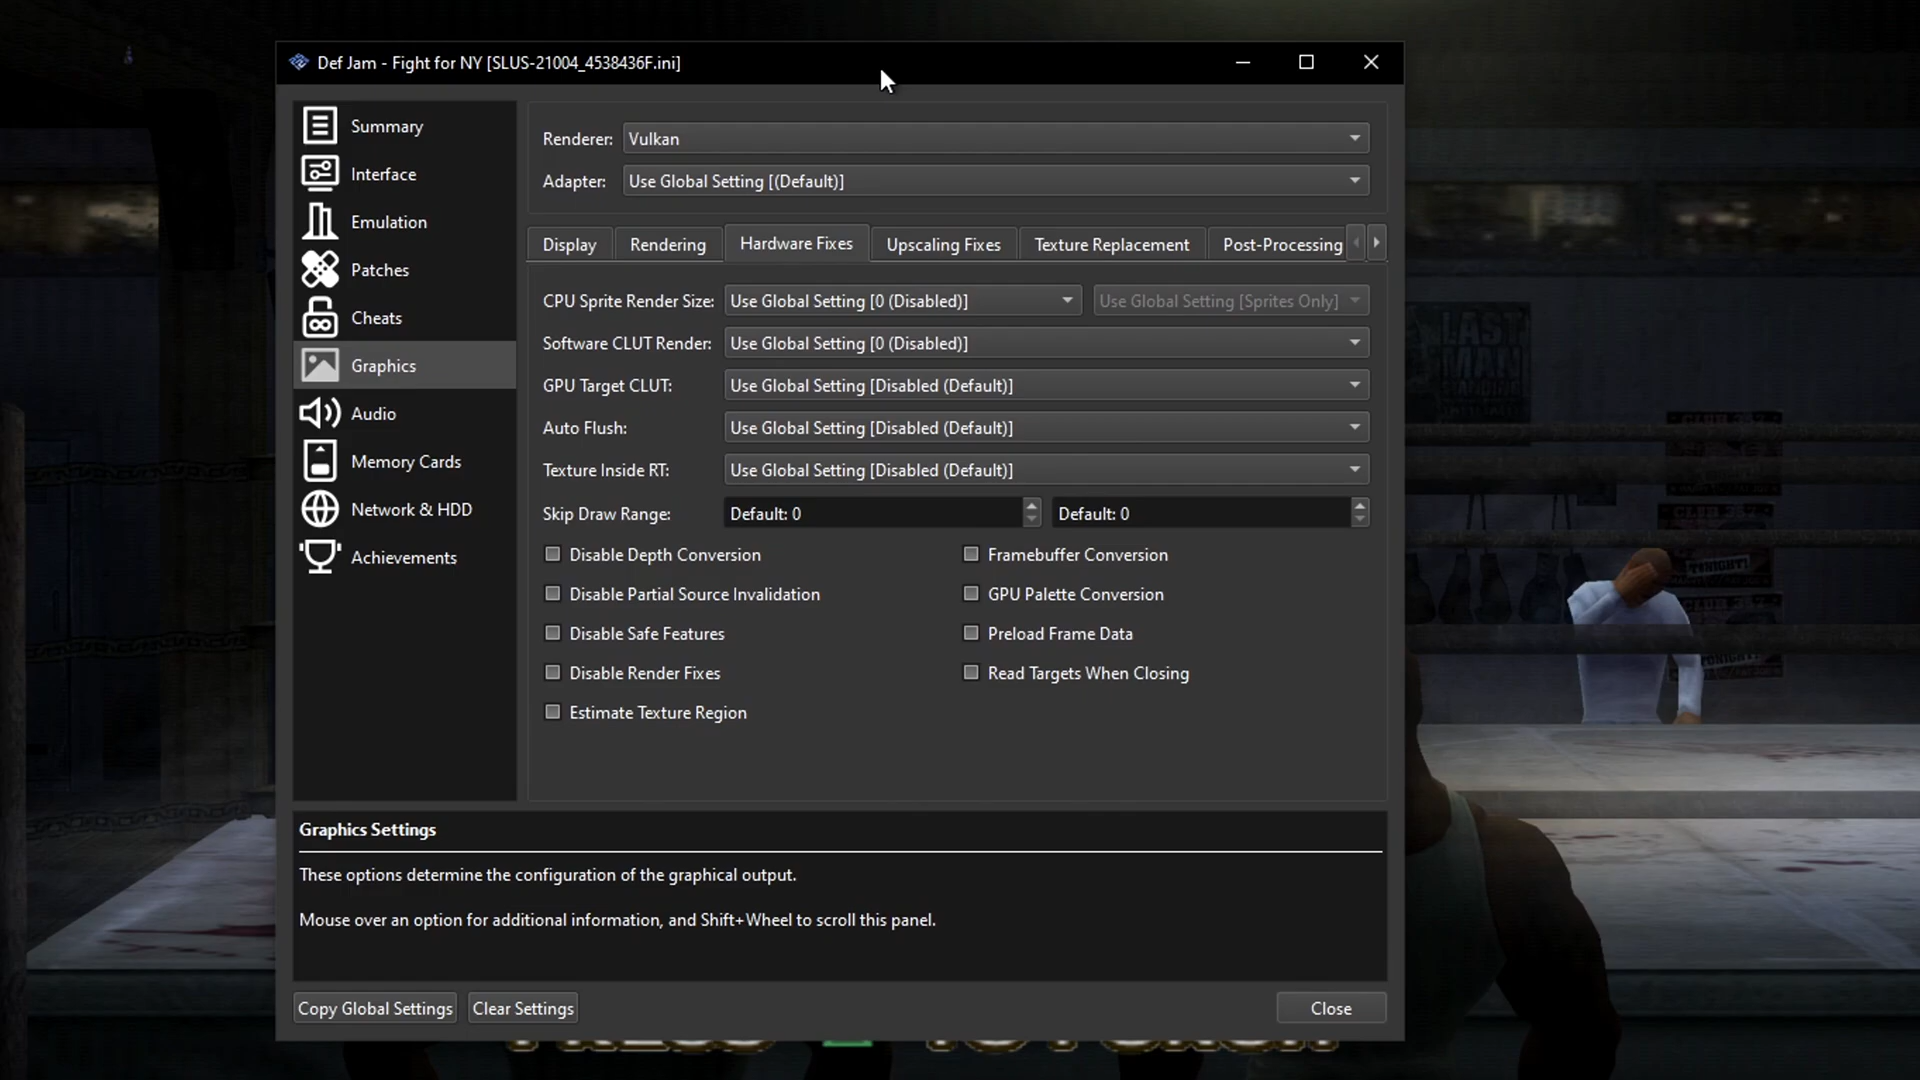 Def Jam - Fight for NY [SLUS-21004_4538436F.ini]
Summary
Interface
Emulation
Patches
Cheats
Graphics
Audio
Memory Cards
Network & HDD
Achievements
Renderer: Vulkan
Adapter: Use Global Setting [(Default)]
Display Rendering Hardware Fixes Upscaling Fixes Texture Replacement Post-Processing
CPU Sprite Render Size: Use Global Setting [0 (Disabled)] Use Global Setting [Sprites Only]
Software CLUT Render: Use Global Setting [0 (Disabled)]
GPU Target CLUT: Use Global Setting [Disabled (Default)]
Auto Flush: Use Global Setting [Disabled (Default)]
Texture Inside RT: Use Global Setting [Disabled (Default)]
Skip Draw Range: Default: 0 Default: 0
Disable Depth Conversion Framebuffer Conversion
Disable Partial Source Invalidation GPU Palette Conversion
Disable Safe Features Preload Frame Data
Disable Render Fixes Read Targets When Closing
Estimate Texture Region
Graphics Settings
These options determine the configuration of the graphical output.
Mouse over an option for additional information, and Shift+Wheel to scroll this panel.
Copy Global Settings Clear Settings Close
LAST
MAN
STANDING
TONIGHT!